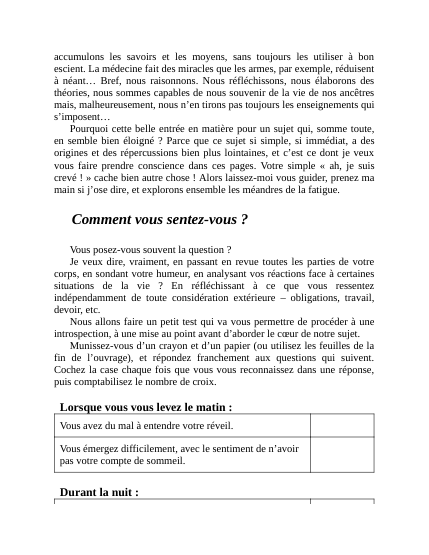 accumulons les savoirs et les moyens, sans toujours les utiliser à bon
escient. La médecine fait des miracles que les armes, par exemple, réduisent
à néant… Bref, nous raisonnons. Nous réfléchissons, nous élaborons des
théories, nous sommes capables de nous souvenir de la vie de nos ancêtres
mais, malheureusement, nous n’en tirons pas toujours les enseignements qui
s’imposent…
Pourquoi cette belle entrée en matière pour un sujet qui, somme toute,
en semble bien éloigné ? Parce que ce sujet si simple, si immédiat, a des
origines et des répercussions bien plus lointaines, et c’est ce dont je veux
vous faire prendre conscience dans ces pages. Votre simple « ah, je suis
crevé ! » cache bien autre chose ! Alors laissez-moi vous guider, prenez ma
main si j’ose dire, et explorons ensemble les méandres de la fatigue.
Comment vous sentez-vous ?
Vous posez-vous souvent la question ?
Je veux dire, vraiment, en passant en revue toutes les parties de votre
corps, en sondant votre humeur, en analysant vos réactions face à certaines
situations de la vie ? En réfléchissant à ce que vous ressentez
indépendamment de toute considération extérieure – obligations, travail,
devoir, etc.
Nous allons faire un petit test qui va vous permettre de procéder à une
introspection, à une mise au point avant d’aborder le cœur de notre sujet.
Munissez-vous d’un crayon et d’un papier (ou utilisez les feuilles de la
fin de l’ouvrage), et répondez franchement aux questions qui suivent.
Cochez la case chaque fois que vous vous reconnaissez dans une réponse,
puis comptabilisez le nombre de croix.
Lorsque vous vous levez le matin :
Vous avez du mal à entendre votre réveil.
Vous émergez difficilement, avec le sentiment de n’avoir
pas votre compte de sommeil.
Durant la nuit :